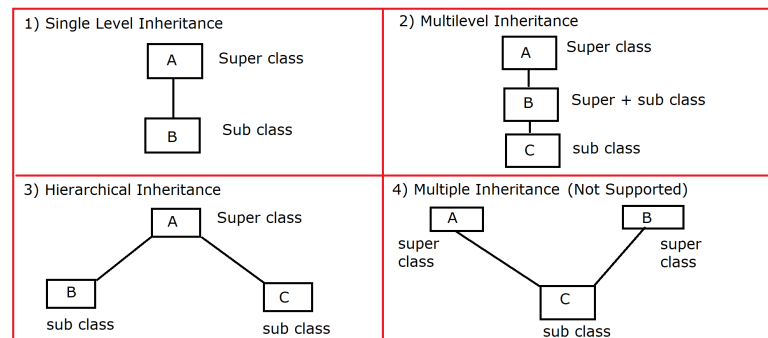 1) Single Level Inheritance
A
Super class
B
Sub class
2) Multilevel Inheritance
A
Super class
B
Super + sub class
C
sub class
3) Hierarchical Inheritance
A
Super class
B
sub class
C
sub class
4) Multiple Inheritance (Not Supported)
A
super
class
B
super
class
C
sub class